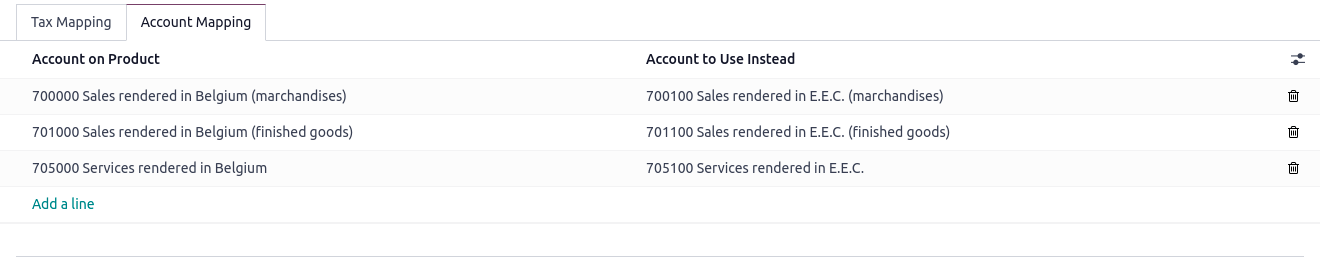 Tax Mapping Account Mapping
Account on Product Account to Use Instead
700000 Sales rendered in Belgium (marchandises) 700100 Sales rendered in E.E.C. (marchandises)
701000 Sales rendered in Belgium (finished goods) 701100 Sales rendered in E.E.C. (finished goods)
705000 Services rendered in Belgium 705100 Services rendered in E.E.C.
Add a line